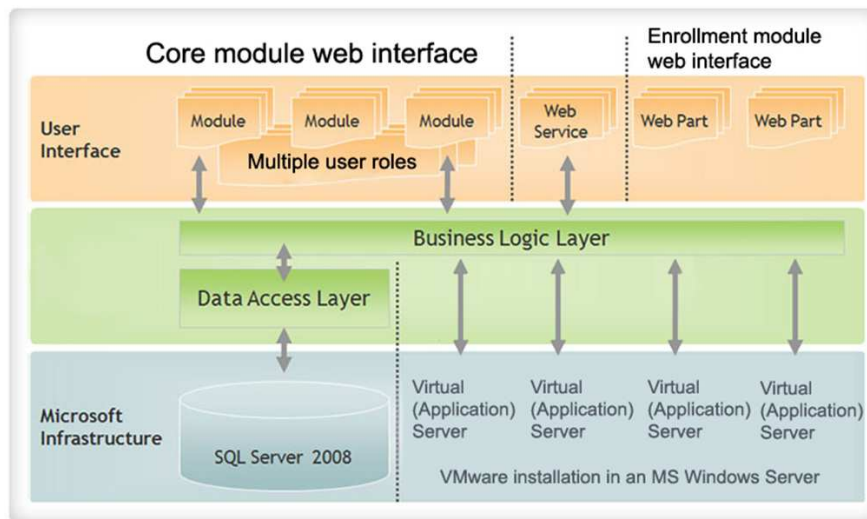 Core module web interface
Enrollment module
web interface
User
Interface
Module
Module
Module
Web
Service
Web Part
Web Part
Multiple user roles
Business Logic Layer
Data Access Layer
Microsoft
Infrastructure
SQL Server 2008
Virtual
(Application)
Server
Virtual
(Application)
Server
Virtual
(Application)
Server
Virtual
(Application)
Server
VMware installation in an MS Windows Server